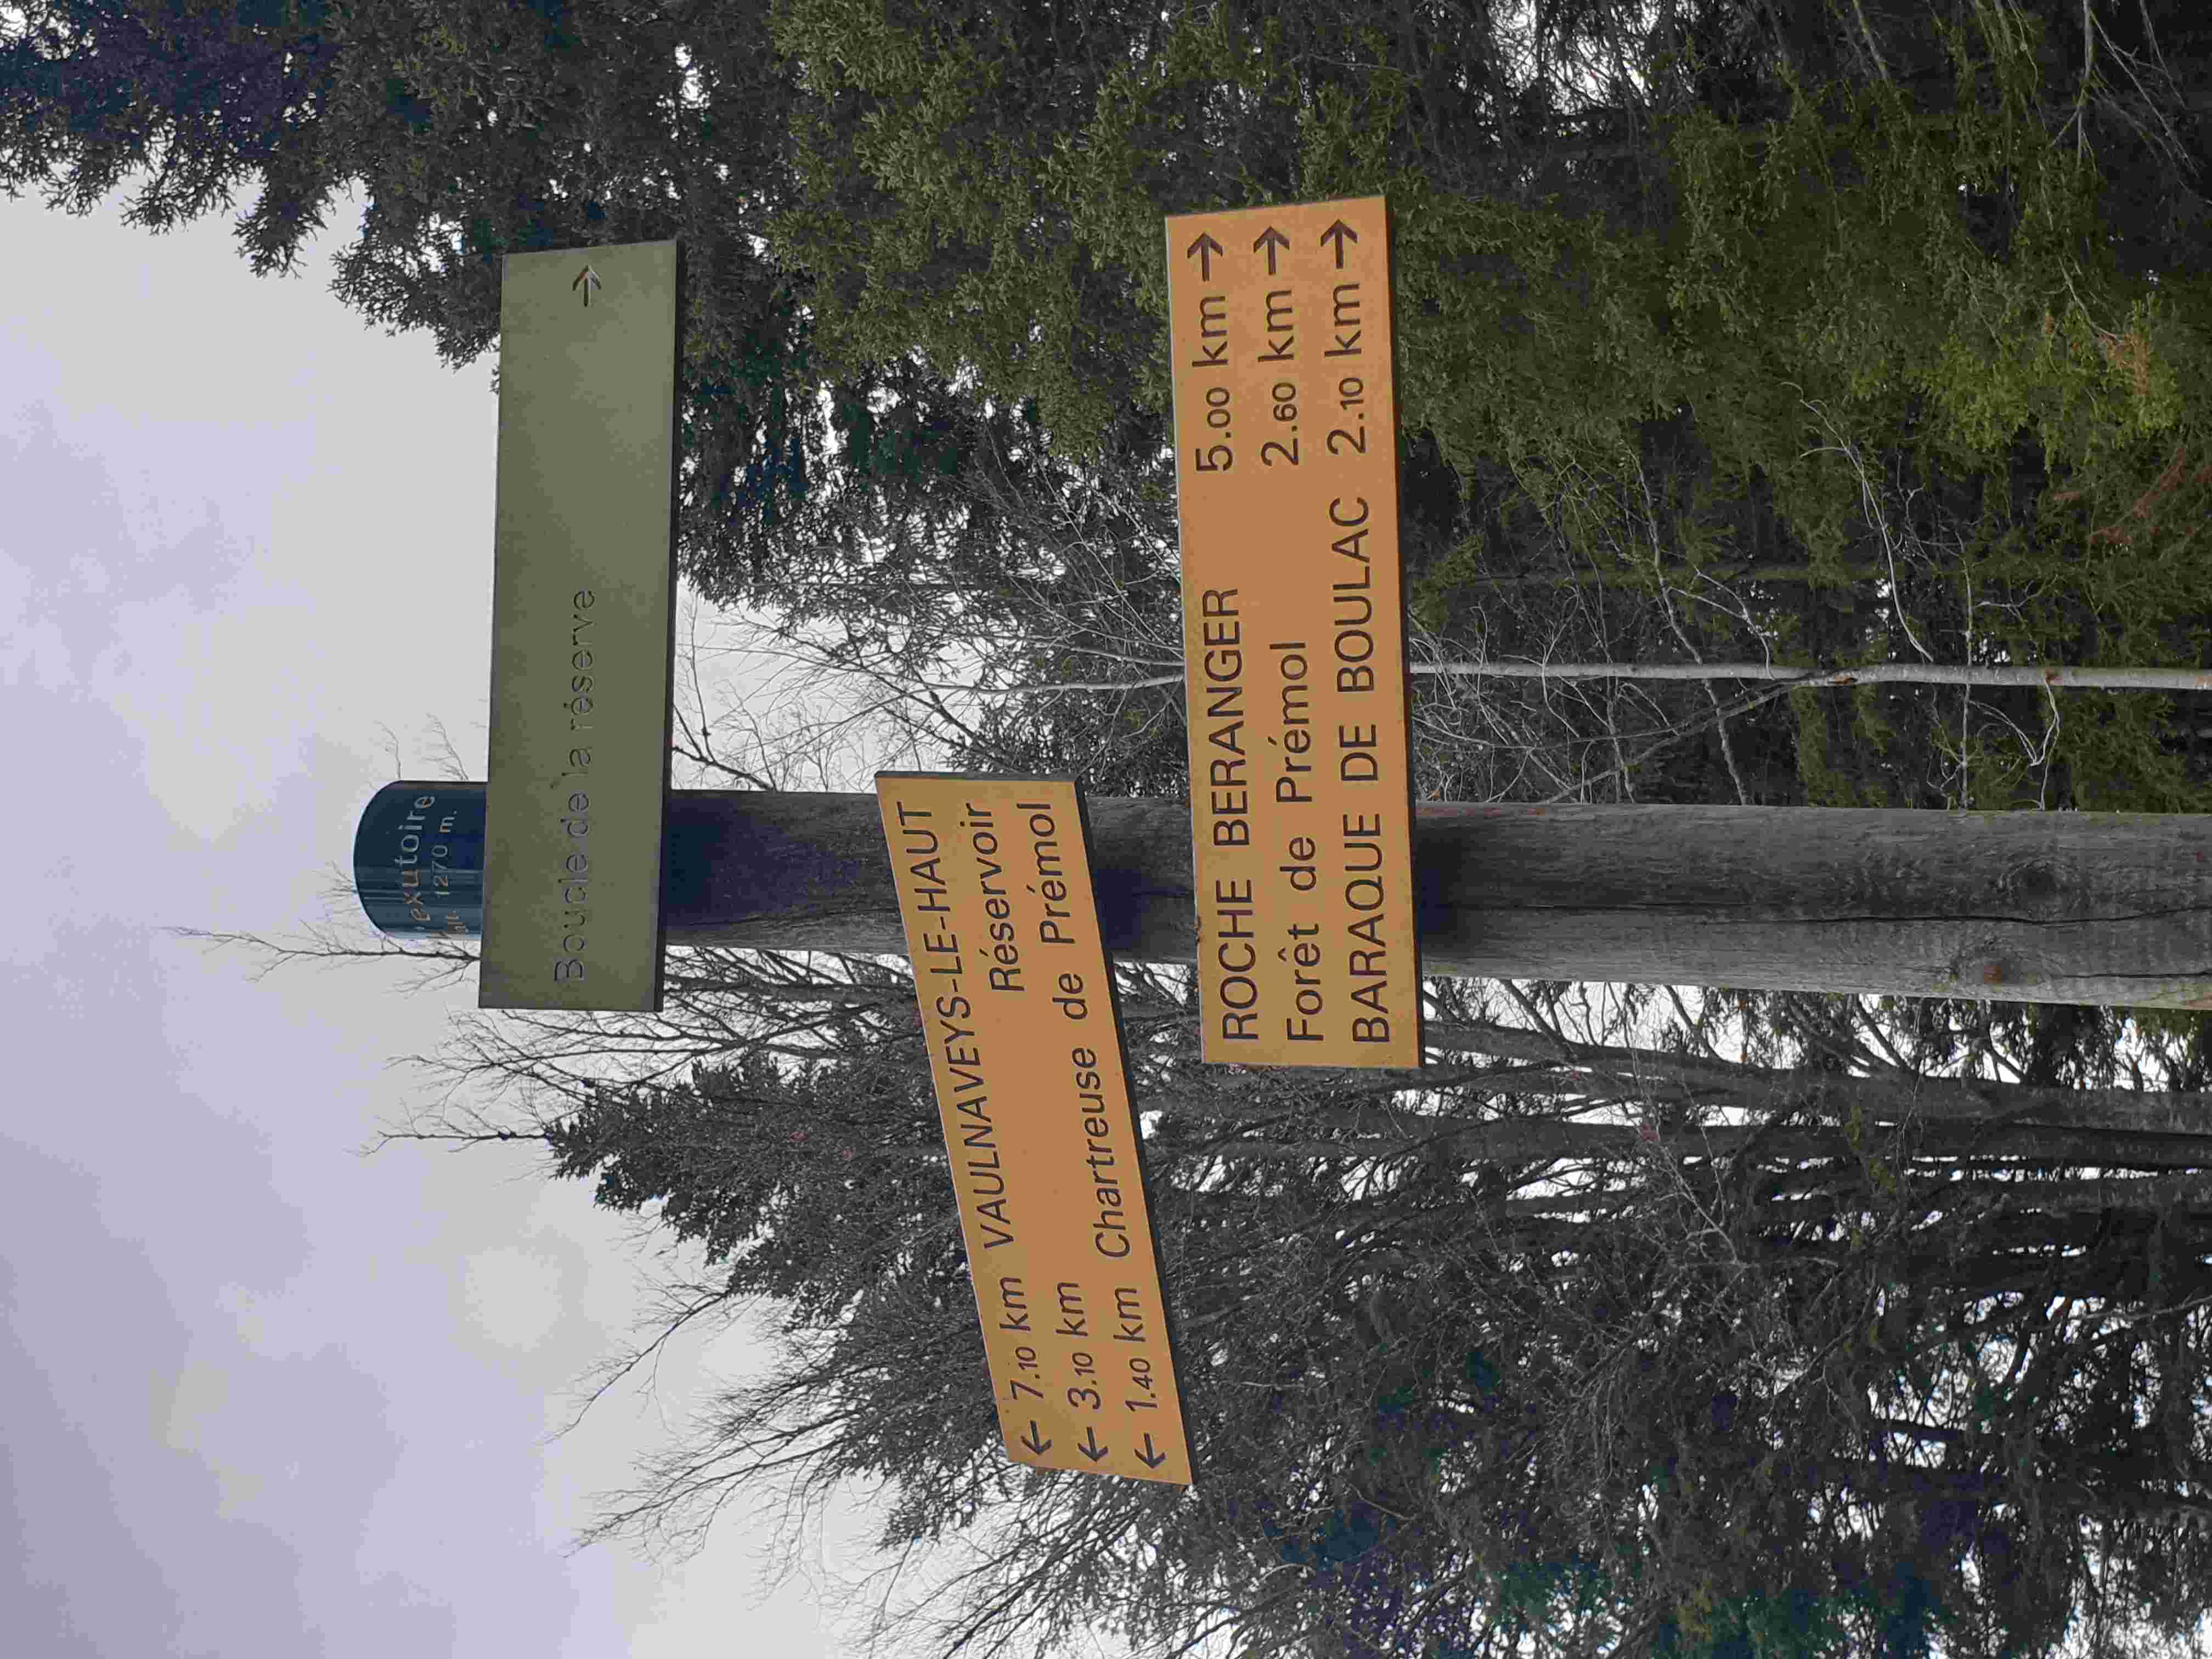 L'exutoire
alt. 1270 m.
Boucle de la réserve →
← 7.10 km VAULNAVEYS-LE-HAUT
← 3.10 km Réservoir
← 1.40 km Chartreuse de Prémol
ROCHE BERANGER 5.00 km →
Forêt de Prémol 2.60 km →
BARAQUE DE BOULAC 2.10 km →